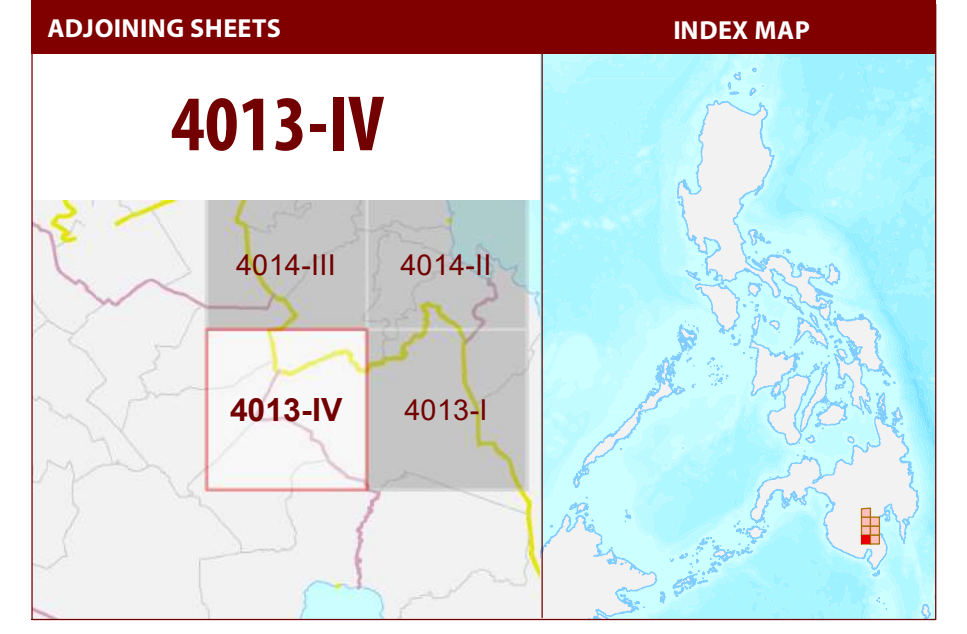 ADJOINING SHEETS
INDEX MAP
4013-IV
4014-III
4014-II
4013-IV
4013-I